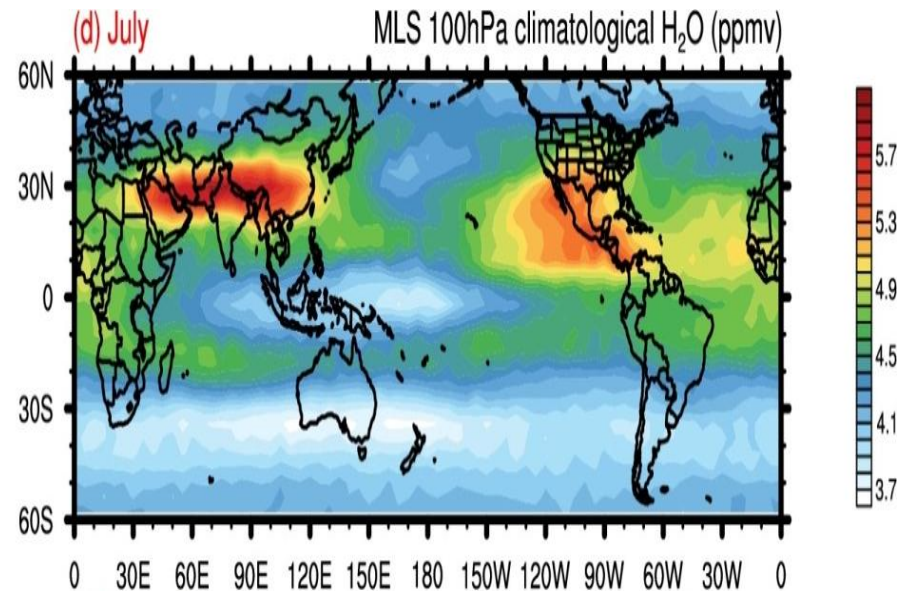 (d) July MLS 100hPa climatological H₂O (ppmv)
60N
30N
0
30S
60S
0 30E 60E 90E 120E 150E 180 150W 120W 90W 60W 30W 0
5.7
5.3
4.9
4.5
4.1
3.7